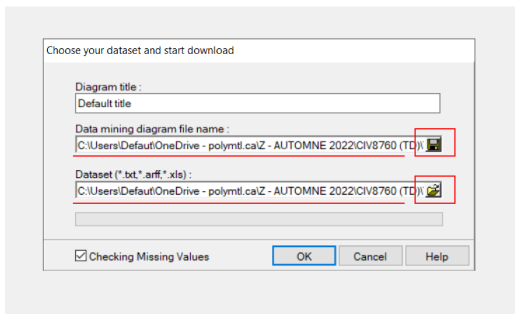 Choose your dataset and start download
Diagram title :
Default title
Data mining diagram file name :
C:\Users\Defaut\OneDrive - polymtl.ca\Z - AUTOMNE 2022\CIV8760 (TD)\
Dataset (*.txt,*.arff,*.xls) :
C:\Users\Defaut\OneDrive - polymtl.ca\Z - AUTOMNE 2022\CIV8760 (TD)\
Checking Missing Values
OK
Cancel
Help